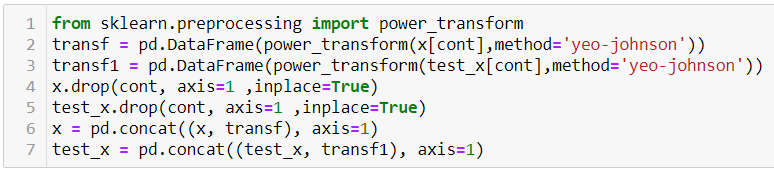 1 from sklearn.preprocessing import power_transform
2 transf = pd.DataFrame(power_transform(x[cont],method='yeo-johnson'))
3 transf1 = pd.DataFrame(power_transform(test_x[cont],method='yeo-johnson'))
4 x.drop(cont, axis=1 ,inplace=True)
5 test_x.drop(cont, axis=1 ,inplace=True)
6 x = pd.concat((x, transf), axis=1)
7 test_x = pd.concat((test_x, transf1), axis=1)